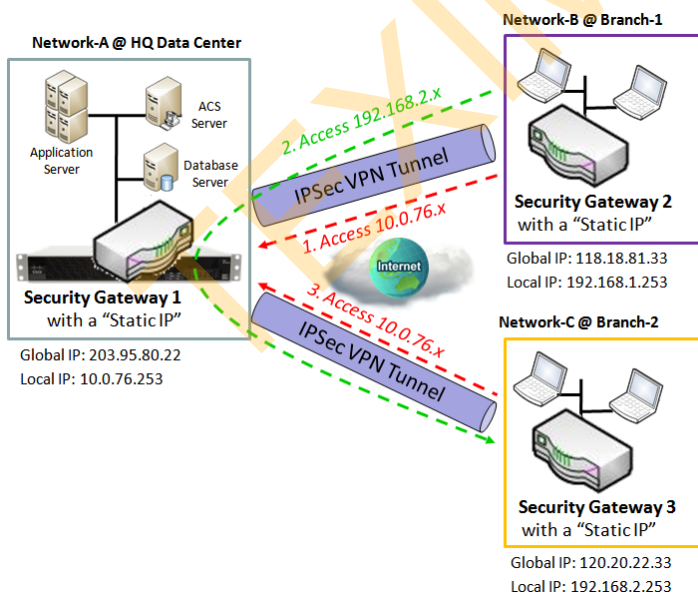 Network-A @ HQ Data Center
Application
Server
ACS
Server
Database
Server
Security Gateway 1
with a “Static IP”
Global IP: 203.95.80.22
Local IP: 10.0.76.253
2. Access 192.168.2.x
IPSec VPN Tunnel
1. Access 10.0.76.x
Internet
3. Access 10.0.76.x
IPSec VPN Tunnel
Network-B @ Branch-1
Security Gateway 2
with a “Static IP”
Global IP: 118.18.81.33
Local IP: 192.168.1.253
Network-C @ Branch-2
Security Gateway 3
with a “Static IP”
Global IP: 120.20.22.33
Local IP: 192.168.2.253